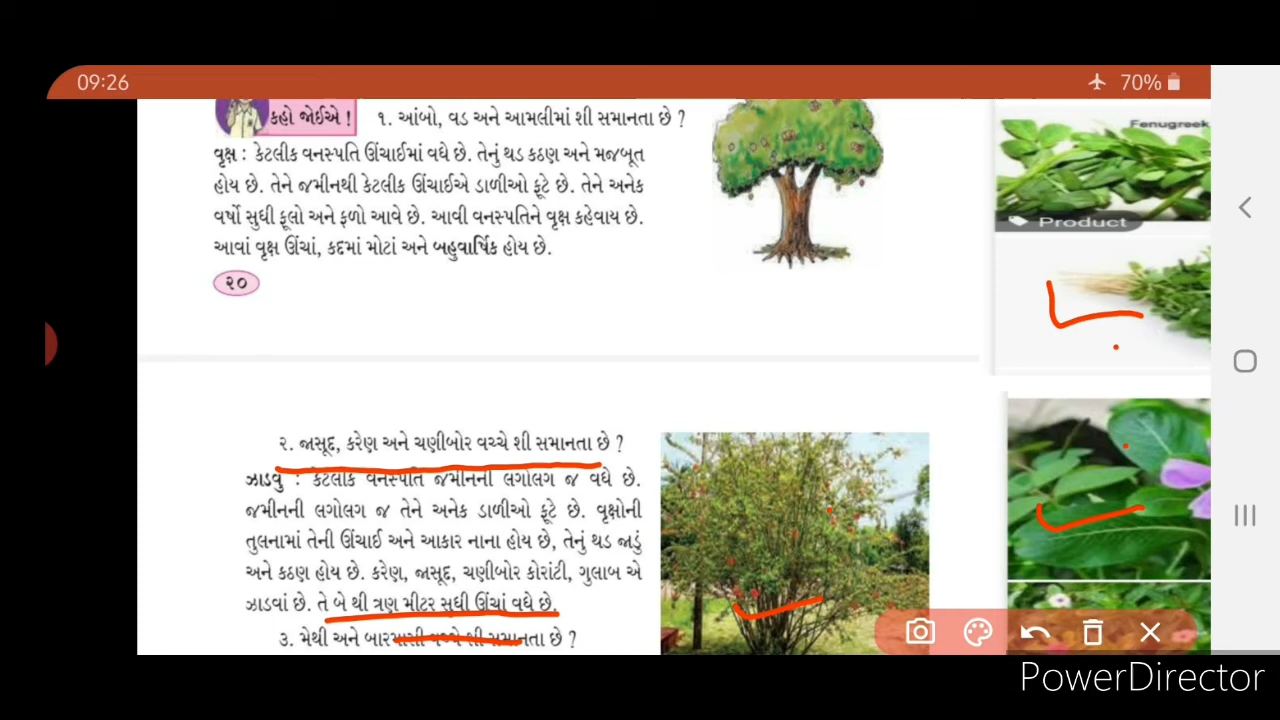 09:26
70%
કહો જોઈએ !
૧. આંબો, વડ અને આમલીમાં શી સમાનતા છે ?
વૃક્ષ : કેટલીક વનસ્પતિ ઊંચાઈમાં વધે છે. તેનું થડ કઠણ અને મજબૂત
હોય છે. તેને જમીનથી કેટલીક ઊંચાઈએ ડાળીઓ ફૂટે છે. તેને અનેક
વર્ષો સુધી ફૂલો અને ફળો આવે છે. આવી વનસ્પતિને વૃક્ષ કહેવાય છે.
આવાં વૃક્ષ ઊંચાં, કદમાં મોટાં અને બહુવાર્ષિક હોય છે.
૨૦
Fenugreek
Product
૨. જાસૂદ, કરેણ અને ચણીબોર વચ્ચે શી સમાનતા છે ?
ઝાડવું : કેટલીક વનસ્પતિ જમીનની લગોલગ જ વધે છે.
જમીનની લગોલગ જ તેને અનેક ડાળીઓ ફૂટે છે. વૃક્ષોની
તુલનામાં તેની ઊંચાઈ અને આકાર નાના હોય છે, તેનું થડ જાડું
અને કઠણ હોય છે. કરેણ, જાસૂદ, ચણીબોર કોરાંટી, ગુલાબ એ
ઝાડવાં છે. તે બે થી ત્રણ મીટર સુધી ઊંચાં વધે છે.
૩. મેથી અને બારમાસી વચ્ચે શી સમાનતા છે ?
PowerDirector